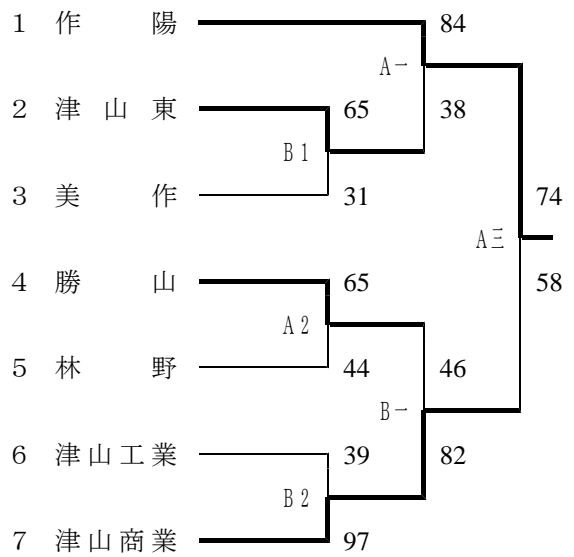 1 作陽 84
A一
2 津山東 65 38
B1
3 美作 31 74
A三
4 勝山 65 58
A2
5 林野 44 46
B一
6 津山工業 39 82
B2
7 津山商業 97